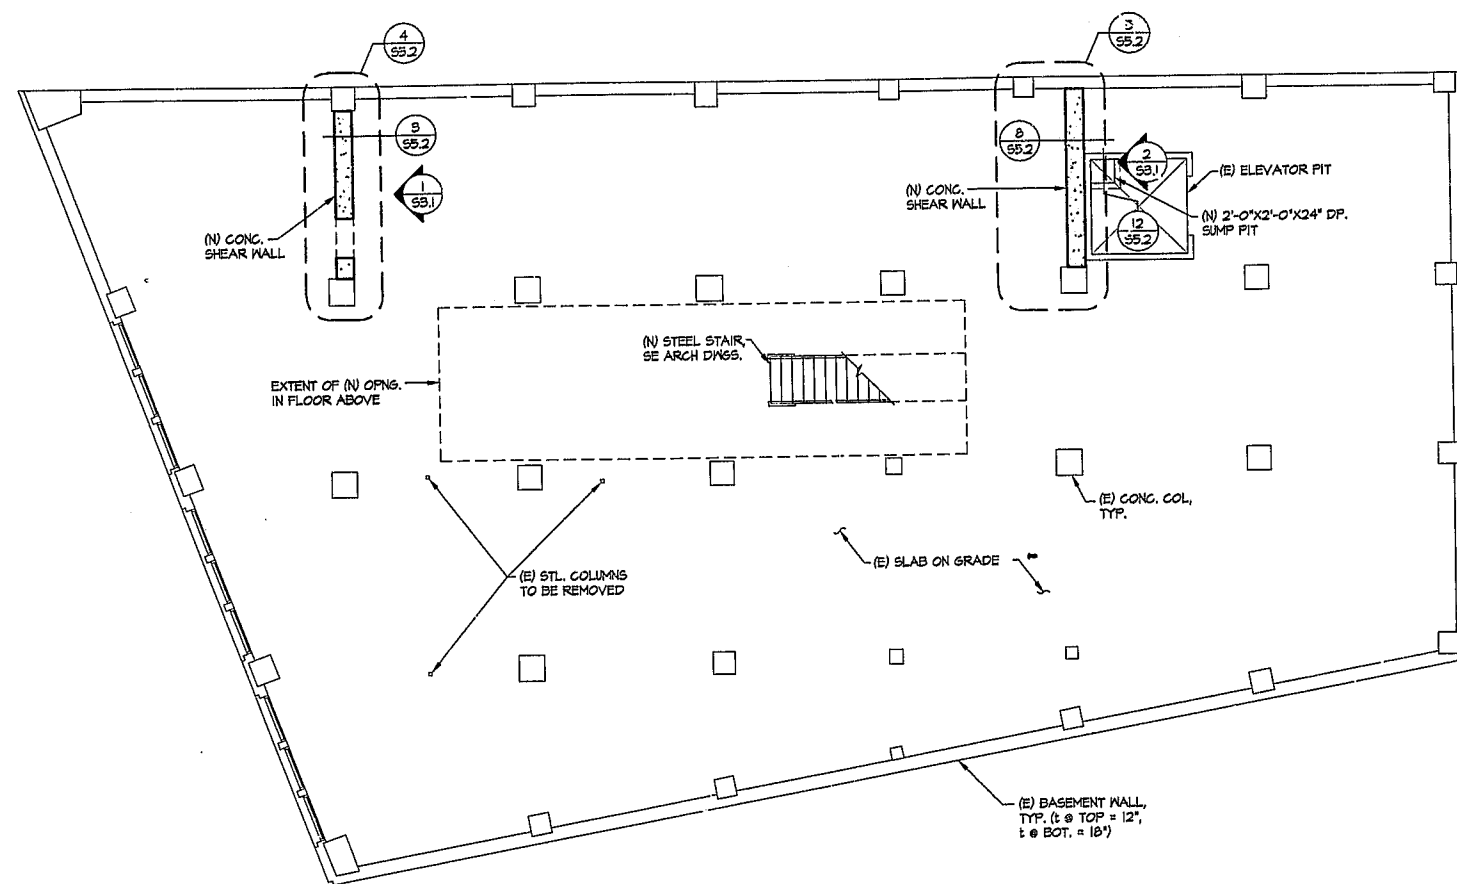 4
S5.2
3
S5.2
5
S5.2
8
S5.2
1
S3.1
2
S3.1
(E) ELEVATOR PIT
(N) CONC.
SHEAR WALL
(N) 2'-0"X2'-0"X24" DP.
SUMP PIT
12
S5.2
(N) CONC.
SHEAR WALL
(N) STEEL STAIR,
SE ARCH DWGS.
EXTENT OF (N) OPNG.
IN FLOOR ABOVE
(E) CONC. COL,
TYP.
(E) SLAB ON GRADE
(E) STL. COLUMNS
TO BE REMOVED
(E) BASEMENT WALL,
TYP. (t @ TOP = 12",
t @ BOT. = 18")